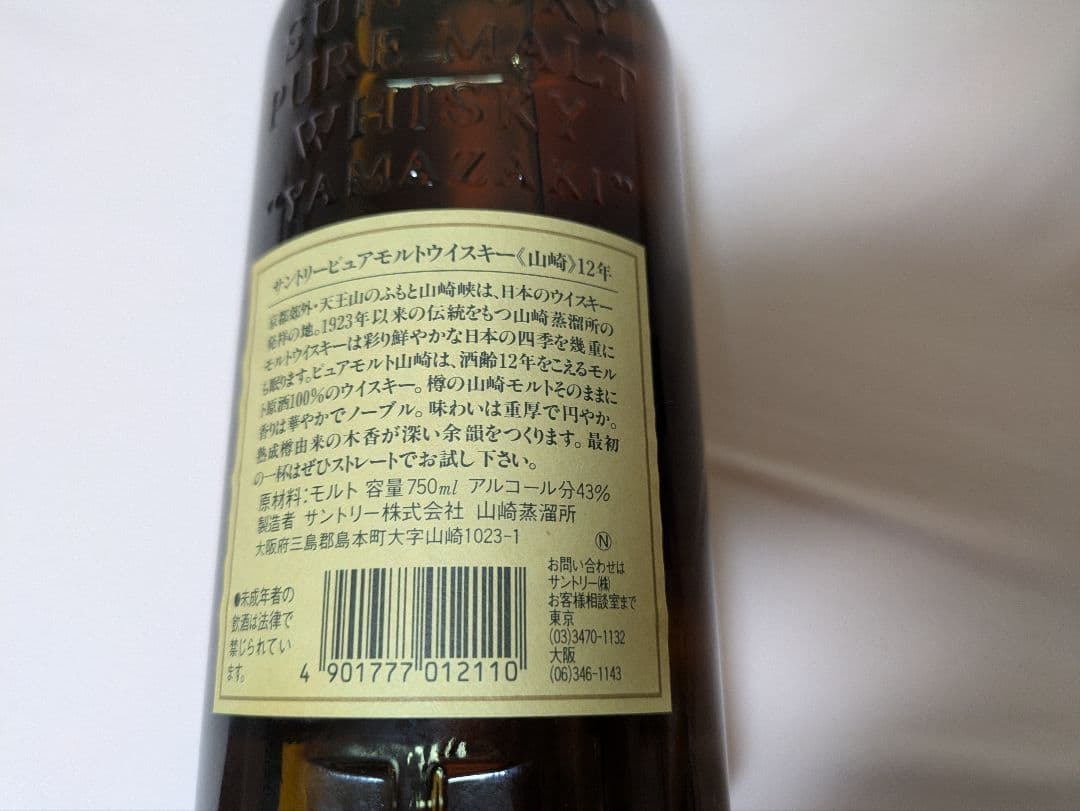 SUNTORY
PURE MALT
WHISKY
"YAMAZAKI"
サントリーピュアモルトウイスキー《山崎》12年
京都郊外・天王山のふもと山崎峡は、日本のウイスキー
発祥の地。1923年以来の伝統をもつ山崎蒸溜所の
モルトウイスキーは彩り鮮やかな日本の四季を幾重に
も眠ります。ピュアモルト山崎は、酒齢12年をこえるモル
ト原酒100%のウイスキー。樽の山崎モルトそのままに
香りは華やかでノーブル。味わいは重厚で円やか。
熟成樽由来の木香が深い余韻をつくります。最初
の一杯はぜひストレートでお試し下さい。
原材料:モルト 容量750ml アルコール分43%
製造者 サントリー株式会社 山崎蒸溜所
大阪府三島郡島本町大字山崎1023-1
Ⓝ
●未成年者の
飲酒は法律で
禁じられてい
ます。
4 901777 012110
お問い合わせは
サントリー㈱
お客様相談室まで
東京
(03)3470-1132
大阪
(06)346-1143